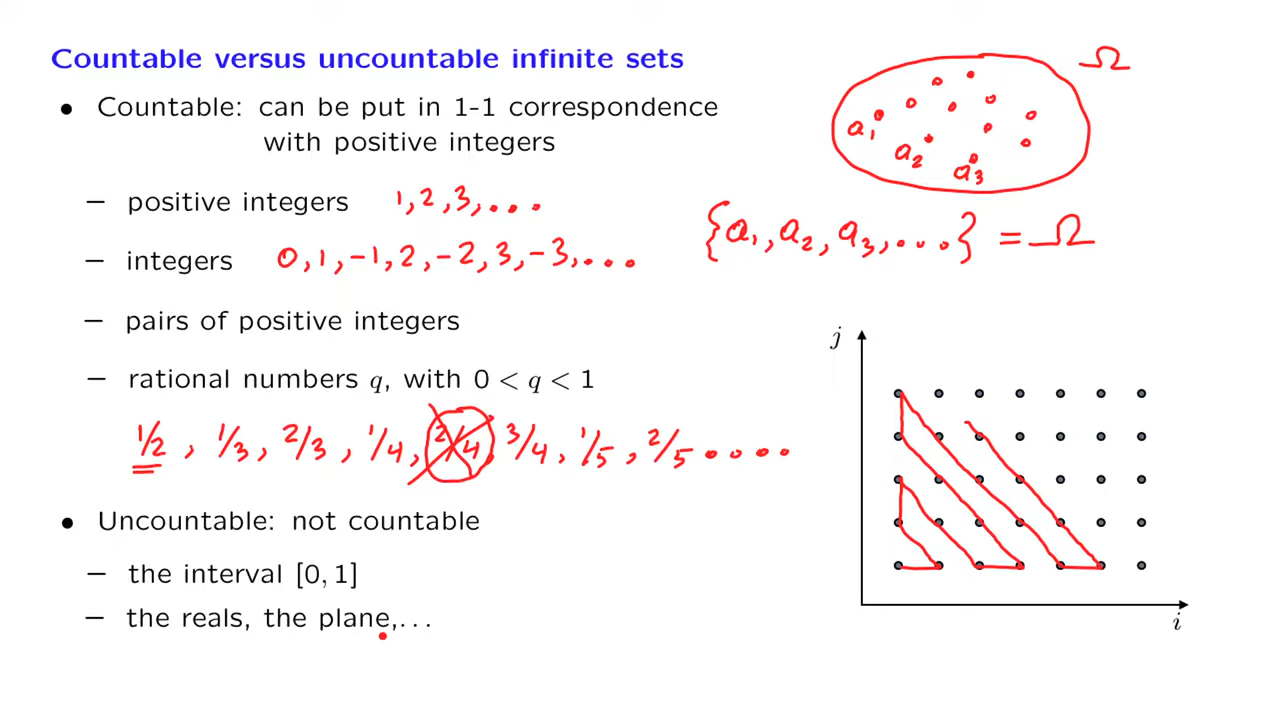 Countable versus uncountable infinite sets
• Countable: can be put in 1-1 correspondence
with positive integers
– positive integers 1, 2, 3, ...
– integers 0, 1, -1, 2, -2, 3, -3, ...
– pairs of positive integers
– rational numbers q, with 0 < q < 1
1/2, 1/3, 2/3, 1/4, 2/4, 3/4, 1/5, 2/5 ....
• Uncountable: not countable
– the interval [0, 1]
– the reals, the plane,...
Ω
a₁
a₂
a₃
{a₁, a₂, a₃, ...} = Ω
j
i